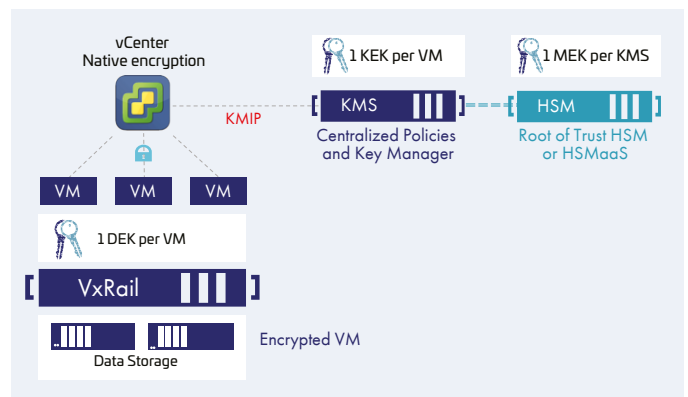 vCenter
Native encryption
1 KEK per VM
1 MEK per KMS
KMIP
KMS
HSM
Centralized Policies
and Key Manager
Root of Trust HSM
or HSMaaS
VM
VM
VM
1 DEK per VM
VxRail
Encrypted VM
Data Storage